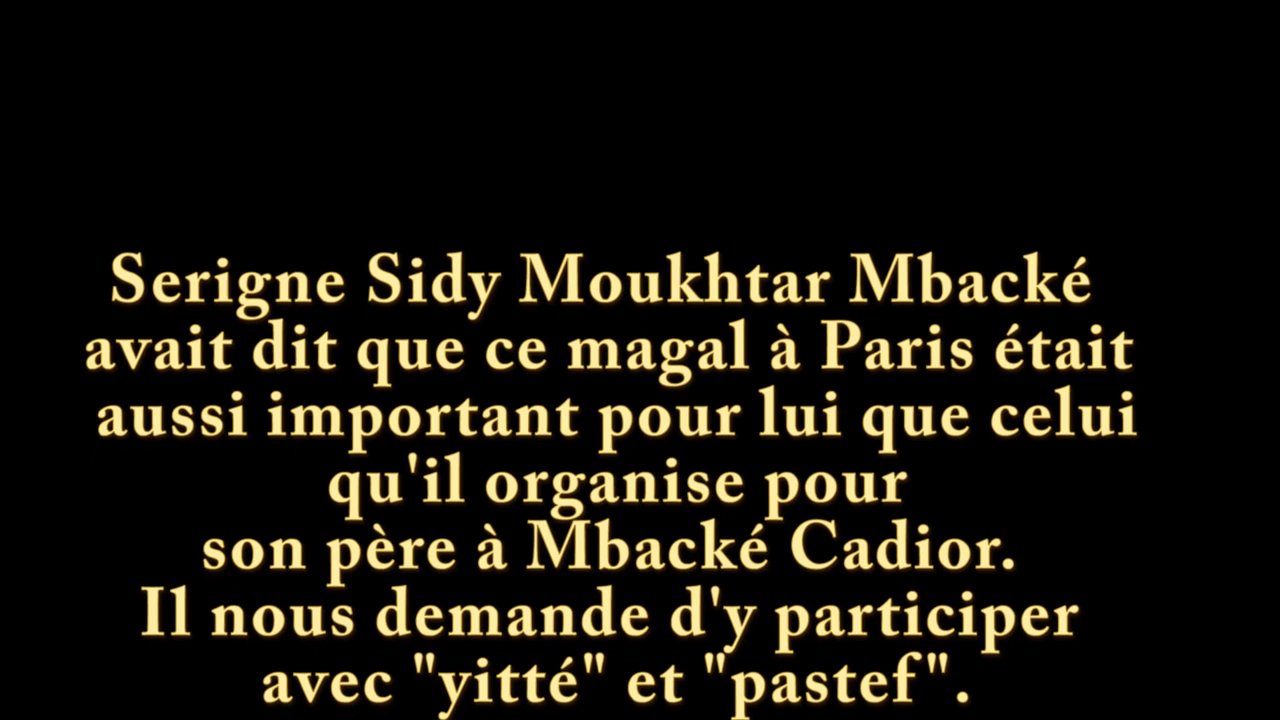 Serigne Sidy Moukhtar Mbacké
avait dit que ce magal à Paris était
aussi important pour lui que celui
qu'il organise pour
son père à Mbacké Cadior.
Il nous demande d'y participer
avec "yitté" et "pastef".